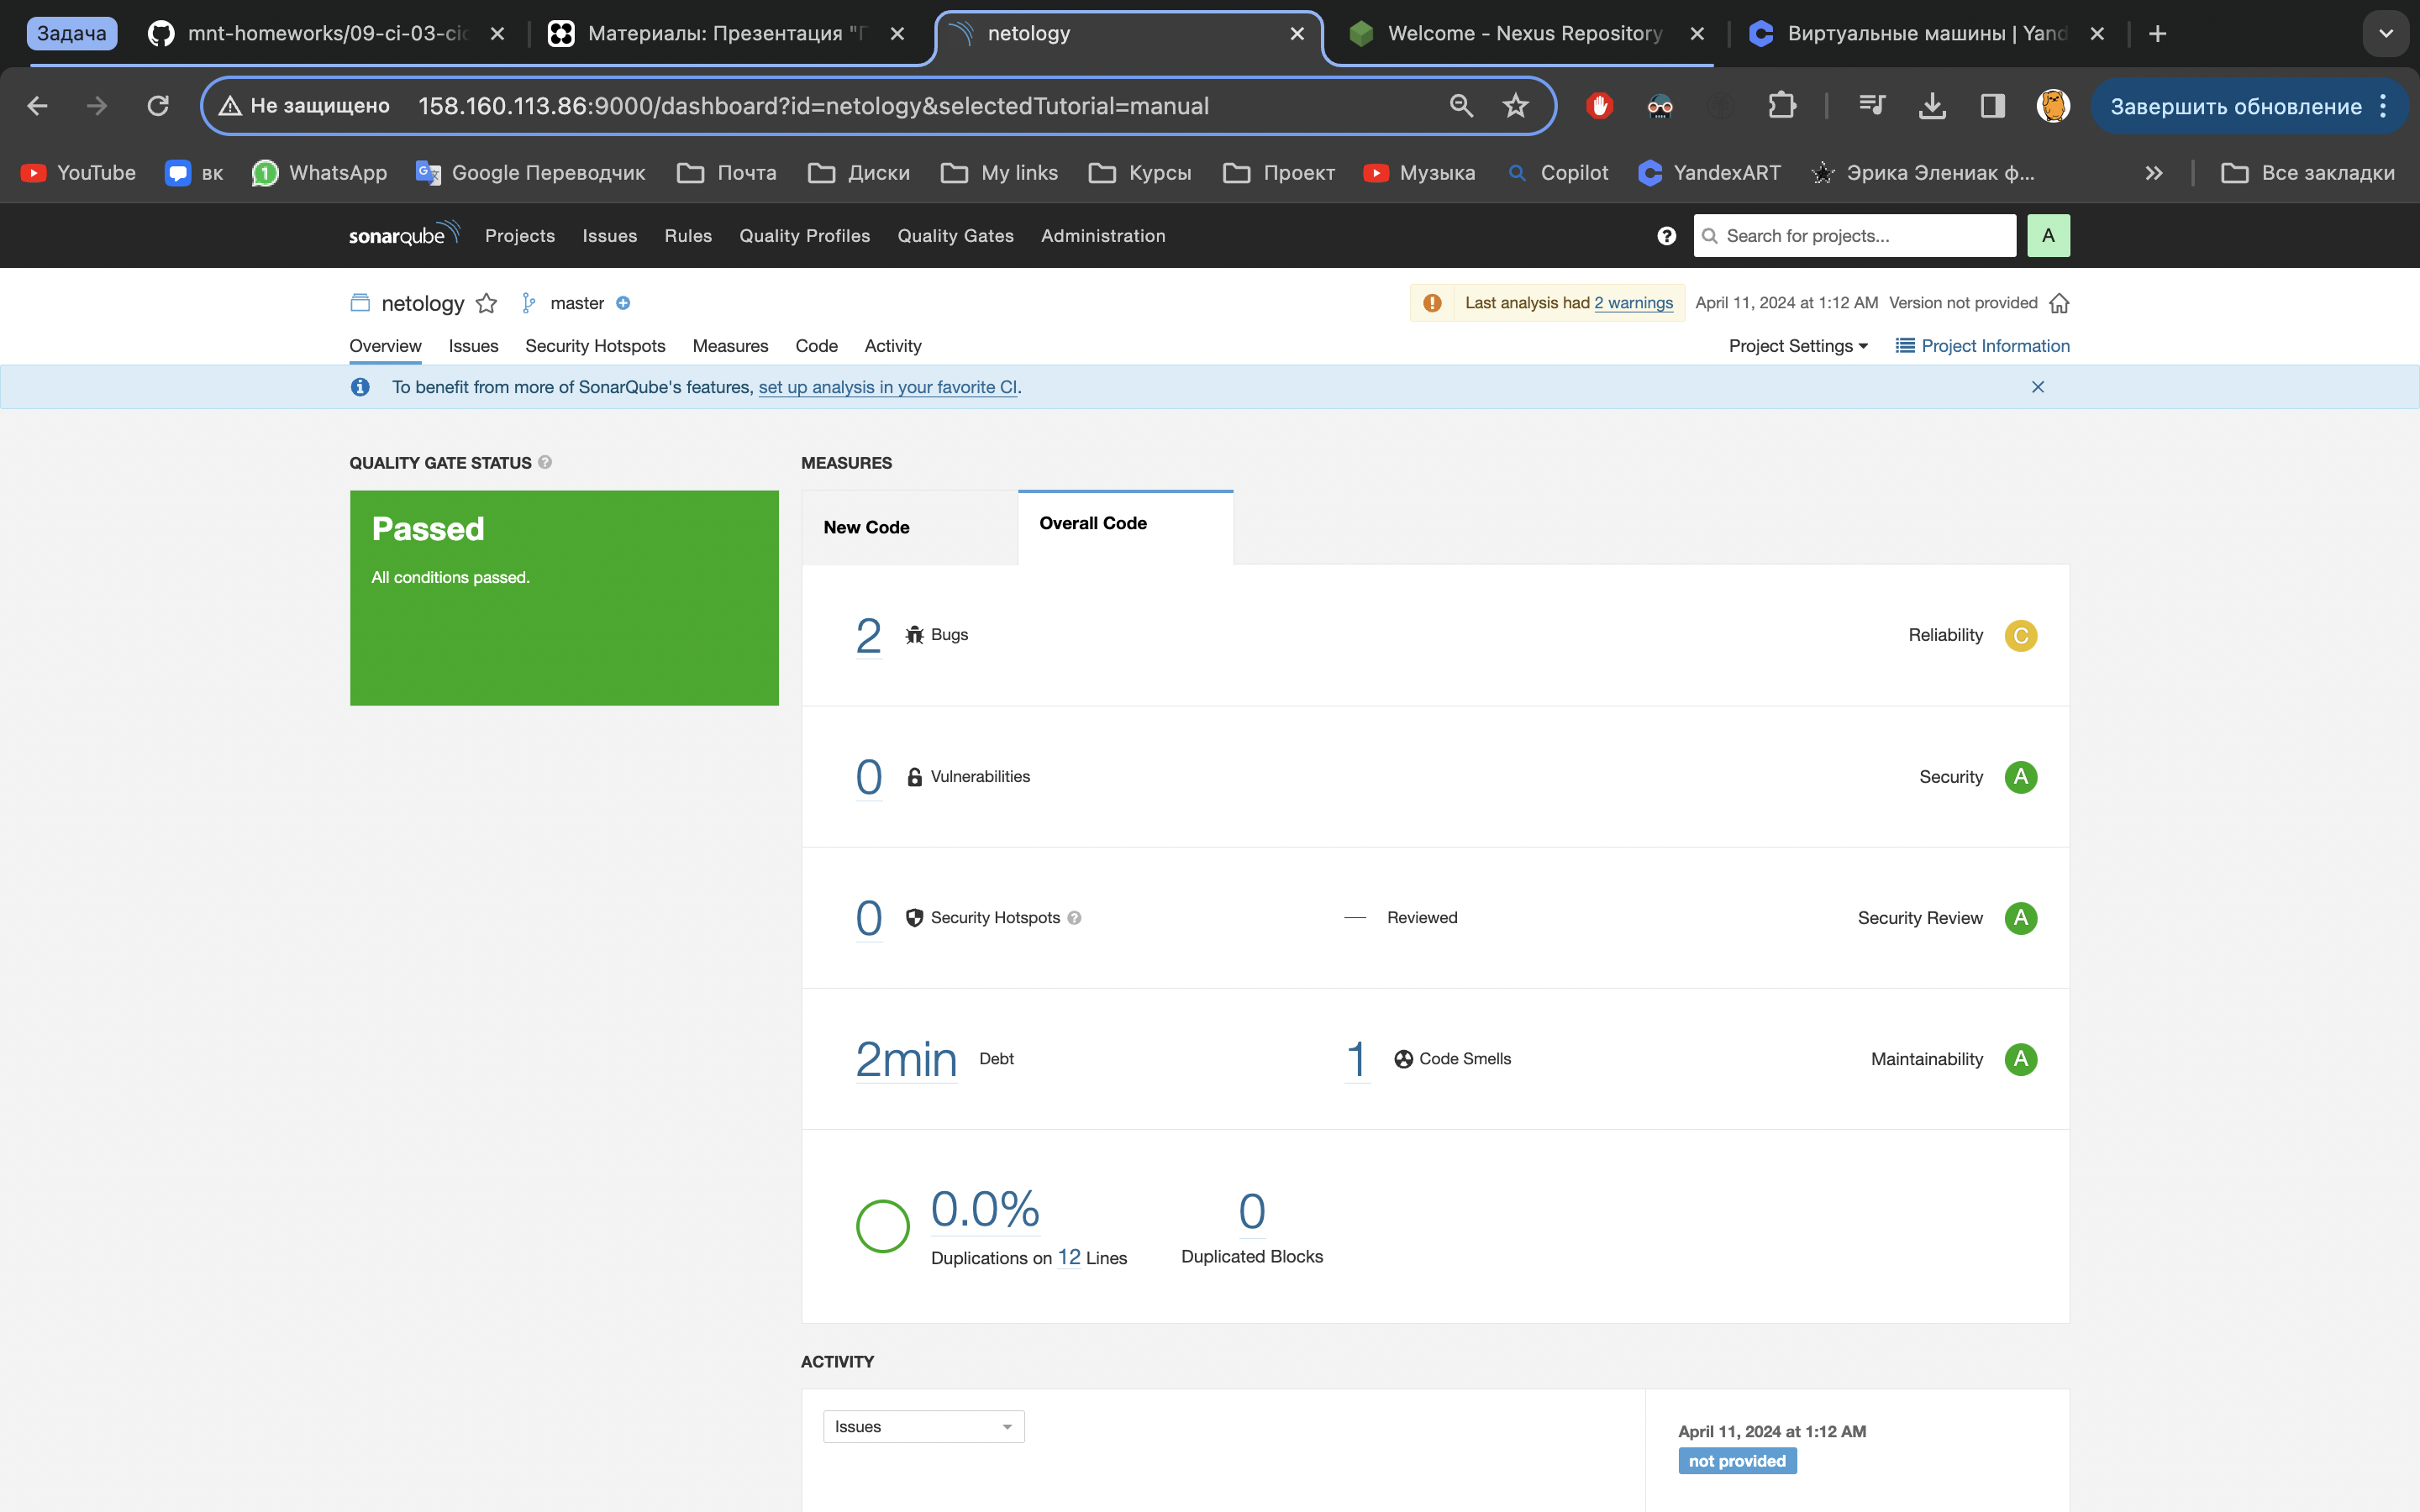 Задача mnt-homeworks/09-ci-03-cic Материалы: Презентация "Г netology Welcome - Nexus Repository Виртуальные машины | Yand
Не защищено 158.160.113.86:9000/dashboard?id=netology&selectedTutorial=manual Завершить обновление
YouTube вк 1 WhatsApp Google Переводчик Почта Диски My links Курсы Проект Музыка Copilot YandexART Эрика Элениак ф... Все закладки
sonarqube Projects Issues Rules Quality Profiles Quality Gates Administration Search for projects... A
netology master Last analysis had 2 warnings April 11, 2024 at 1:12 AM Version not provided
Overview Issues Security Hotspots Measures Code Activity Project Settings Project Information
To benefit from more of SonarQube's features, set up analysis in your favorite CI.
QUALITY GATE STATUS
Passed
All conditions passed.
MEASURES
New Code Overall Code
2 Bugs Reliability C
0 Vulnerabilities Security A
0 Security Hotspots — Reviewed Security Review A
2min Debt 1 Code Smells Maintainability A
0.0% 0
Duplications on 12 Lines Duplicated Blocks
ACTIVITY
Issues
April 11, 2024 at 1:12 AM
not provided